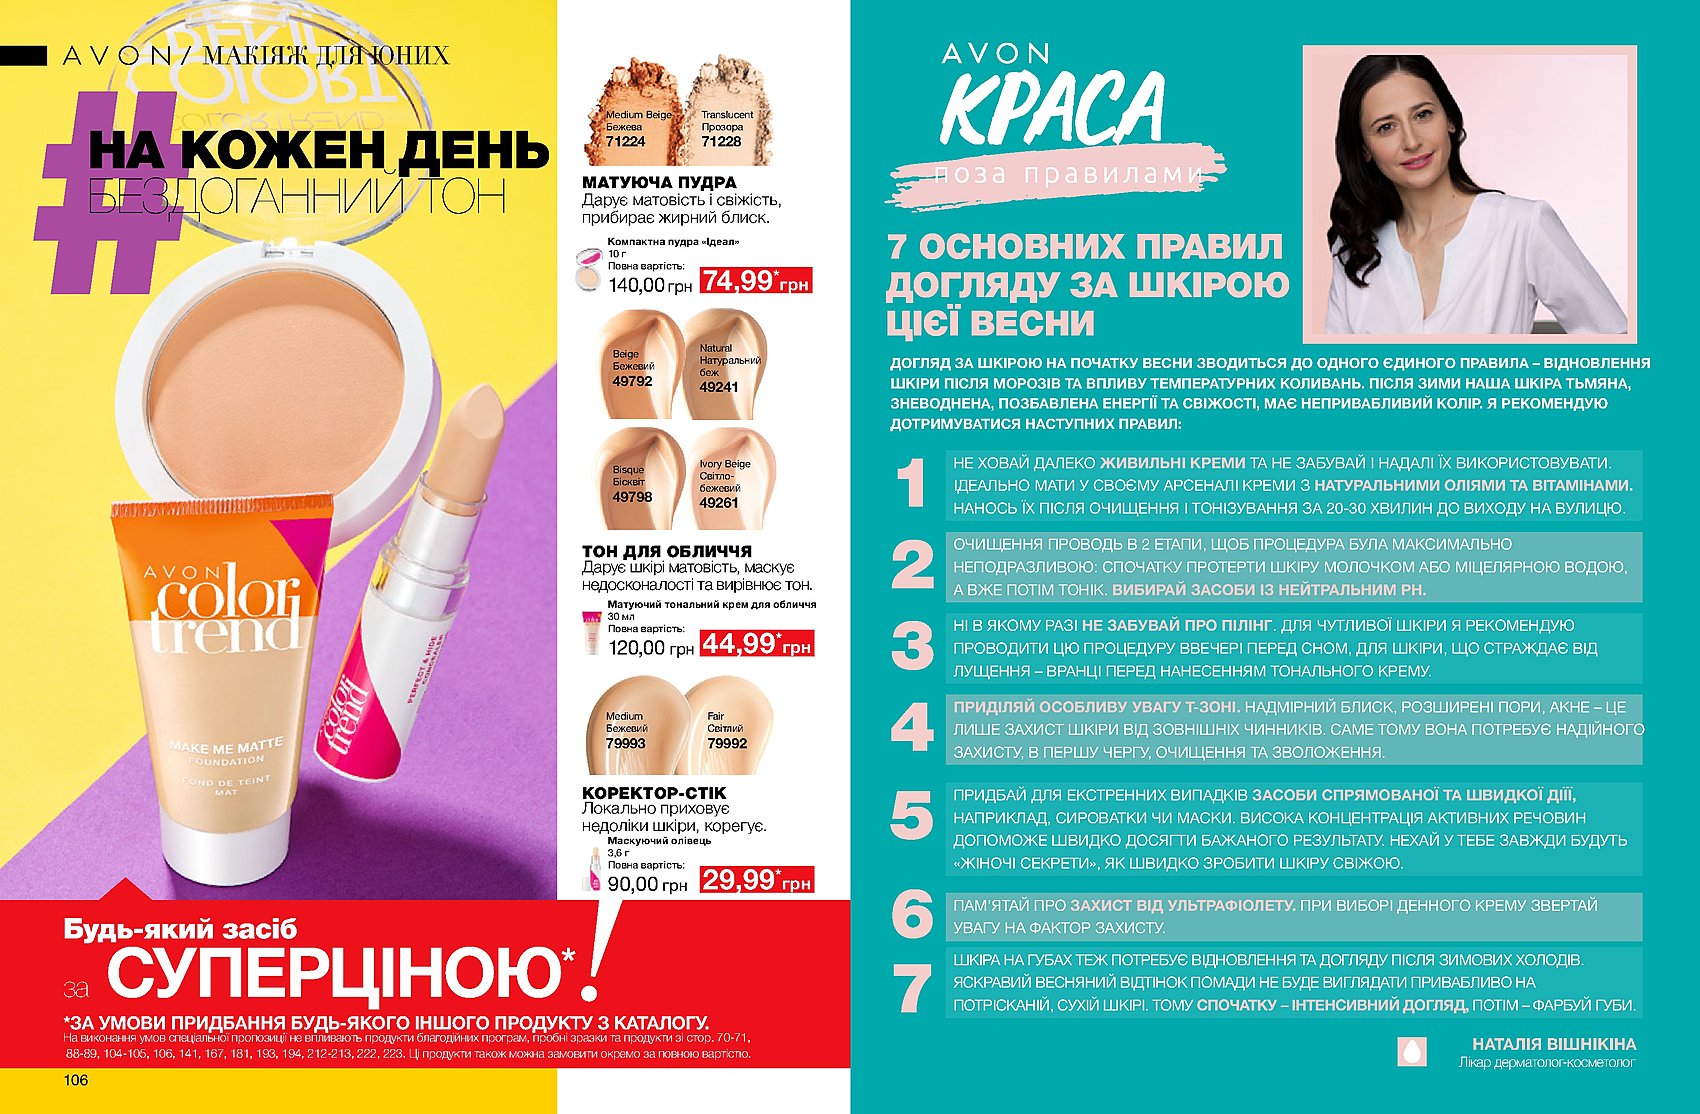 AVON/ МАКІЯЖ ДЛЯ ЮНИХ
#
НА КОЖЕН ДЕНЬ
БЕЗДОГАННИЙ ТОН
AVON
color
trend
MAKE ME MATTE
FOUNDATION
FOND DE TEINT
MAT
color
trend
PERFECT & HIDE
CONCEALER
Medium Beige
Бежева
71224
Translucent
Прозора
71228
МАТУЮЧА ПУДРА
Дарує матовість і свіжість,
прибирає жирний блиск.
Компактна пудра «Ідеал»
10 г
Повна вартість:
140,00 грн 74,99* грн
Beige
Бежевий
49792
Natural
Натуральний
беж
49241
Bisque
Бісквіт
49798
Ivory Beige
Світло-
бежевий
49261
ТОН ДЛЯ ОБЛИЧЧЯ
Дарує шкірі матовість, маскує
недосконалості та вирівнює тон.
Матуючий тональний крем для обличчя
30 мл
Повна вартість:
120,00 грн 44,99* грн
Medium
Бежевий
79993
Fair
Світлий
79992
КОРЕКТОР-СТІК
Локально приховує
недоліки шкіри, корегує.
Маскуючий олівець
3,6 г
Повна вартість:
90,00 грн 29,99* грн
Будь-який засіб
за СУПЕРЦІНОЮ*!
*ЗА УМОВИ ПРИДБАННЯ БУДЬ-ЯКОГО ІНШОГО ПРОДУКТУ З КАТАЛОГУ.
На виконання умов спеціальної пропозиції не впливають продукти благодійних програм, пробні зразки та продукти зі стор. 70-71,
88-89, 104-105, 106, 141, 167, 181, 193, 194, 212-213, 222, 223. Ці продукти також можна замовити окремо за повною вартістю.
106
AVON
КРАСА
поза правилами
7 ОСНОВНИХ ПРАВИЛ
ДОГЛЯДУ ЗА ШКІРОЮ
ЦІЄЇ ВЕСНИ
ДОГЛЯД ЗА ШКІРОЮ НА ПОЧАТКУ ВЕСНИ ЗВОДИТЬСЯ ДО ОДНОГО ЄДИНОГО ПРАВИЛА – ВІДНОВЛЕННЯ
ШКІРИ ПІСЛЯ МОРОЗІВ ТА ВПЛИВУ ТЕМПЕРАТУРНИХ КОЛИВАНЬ. ПІСЛЯ ЗИМИ НАША ШКІРА ТЬМЯНА,
ЗНЕВОДНЕНА, ПОЗБАВЛЕНА ЕНЕРГІЇ ТА СВІЖОСТІ, МАЄ НЕПРИВАБЛИВИЙ КОЛІР. Я РЕКОМЕНДУЮ
ДОТРИМУВАТИСЯ НАСТУПНИХ ПРАВИЛ:
1
НЕ ХОВАЙ ДАЛЕКО ЖИВИЛЬНІ КРЕМИ ТА НЕ ЗАБУВАЙ І НАДАЛІ ЇХ ВИКОРИСТОВУВАТИ.
ІДЕАЛЬНО МАТИ У СВОЄМУ АРСЕНАЛІ КРЕМИ З НАТУРАЛЬНИМИ ОЛІЯМИ ТА ВІТАМІНАМИ.
НАНОСЬ ЇХ ПІСЛЯ ОЧИЩЕННЯ І ТОНІЗУВАННЯ ЗА 20-30 ХВИЛИН ДО ВИХОДУ НА ВУЛИЦЮ.
2
ОЧИЩЕННЯ ПРОВОДЬ В 2 ЕТАПИ, ЩОБ ПРОЦЕДУРА БУЛА МАКСИМАЛЬНО
НЕПОДРАЗЛИВОЮ: СПОЧАТКУ ПРОТЕРТИ ШКІРУ МОЛОЧКОМ АБО МІЦЕЛЯРНОЮ ВОДОЮ,
А ВЖЕ ПОТІМ ТОНІК. ВИБИРАЙ ЗАСОБИ ІЗ НЕЙТРАЛЬНИМ PH.
3
НІ В ЯКОМУ РАЗІ НЕ ЗАБУВАЙ ПРО ПІЛІНГ. ДЛЯ ЧУТЛИВОЇ ШКІРИ Я РЕКОМЕНДУЮ
ПРОВОДИТИ ЦЮ ПРОЦЕДУРУ ВВЕЧЕРІ ПЕРЕД СНОМ, ДЛЯ ШКІРИ, ЩО СТРАЖДАЄ ВІД
ЛУЩЕННЯ – ВРАНЦІ ПЕРЕД НАНЕСЕННЯМ ТОНАЛЬНОГО КРЕМУ.
4
ПРИДІЛЯЙ ОСОБЛИВУ УВАГУ Т-ЗОНІ. НАДМІРНИЙ БЛИСК, РОЗШИРЕНІ ПОРИ, АКНЕ – ЦЕ
ЛИШЕ ЗАХИСТ ШКІРИ ВІД ЗОВНІШНІХ ЧИННИКІВ. САМЕ ТОМУ ВОНА ПОТРЕБУЄ НАДІЙНОГО
ЗАХИСТУ, В ПЕРШУ ЧЕРГУ, ОЧИЩЕННЯ ТА ЗВОЛОЖЕННЯ.
5
ПРИДБАЙ ДЛЯ ЕКСТРЕННИХ ВИПАДКІВ ЗАСОБИ СПРЯМОВАНОЇ ТА ШВИДКОЇ ДІІЇ,
НАПРИКЛАД, СИРОВАТКИ ЧИ МАСКИ. ВИСОКА КОНЦЕНТРАЦІЯ АКТИВНИХ РЕЧОВИН
ДОПОМОЖЕ ШВИДКО ДОСЯГТИ БАЖАНОГО РЕЗУЛЬТАТУ. НЕХАЙ У ТЕБЕ ЗАВЖДИ БУДУТЬ
«ЖІНОЧІ СЕКРЕТИ», ЯК ШВИДКО ЗРОБИТИ ШКІРУ СВІЖОЮ.
6
ПАМ'ЯТАЙ ПРО ЗАХИСТ ВІД УЛЬТРАФІОЛЕТУ. ПРИ ВИБОРІ ДЕННОГО КРЕМУ ЗВЕРТАЙ
УВАГУ НА ФАКТОР ЗАХИСТУ.
7
ШКІРА НА ГУБАХ ТЕЖ ПОТРЕБУЄ ВІДНОВЛЕННЯ ТА ДОГЛЯДУ ПІСЛЯ ЗИМОВИХ ХОЛОДІВ.
ЯСКРАВИЙ ВЕСНЯНИЙ ВІДТІНОК ПОМАДИ НЕ БУДЕ ВИГЛЯДАТИ ПРИВАБЛИВО НА
ПОТРІСКАНІЙ, СУХІЙ ШКІРІ. ТОМУ СПОЧАТКУ – ІНТЕНСИВНИЙ ДОГЛЯД, ПОТІМ – ФАРБУЙ ГУБИ.
НАТАЛІЯ ВІШНІКІНА
Лікар дерматолог-косметолог